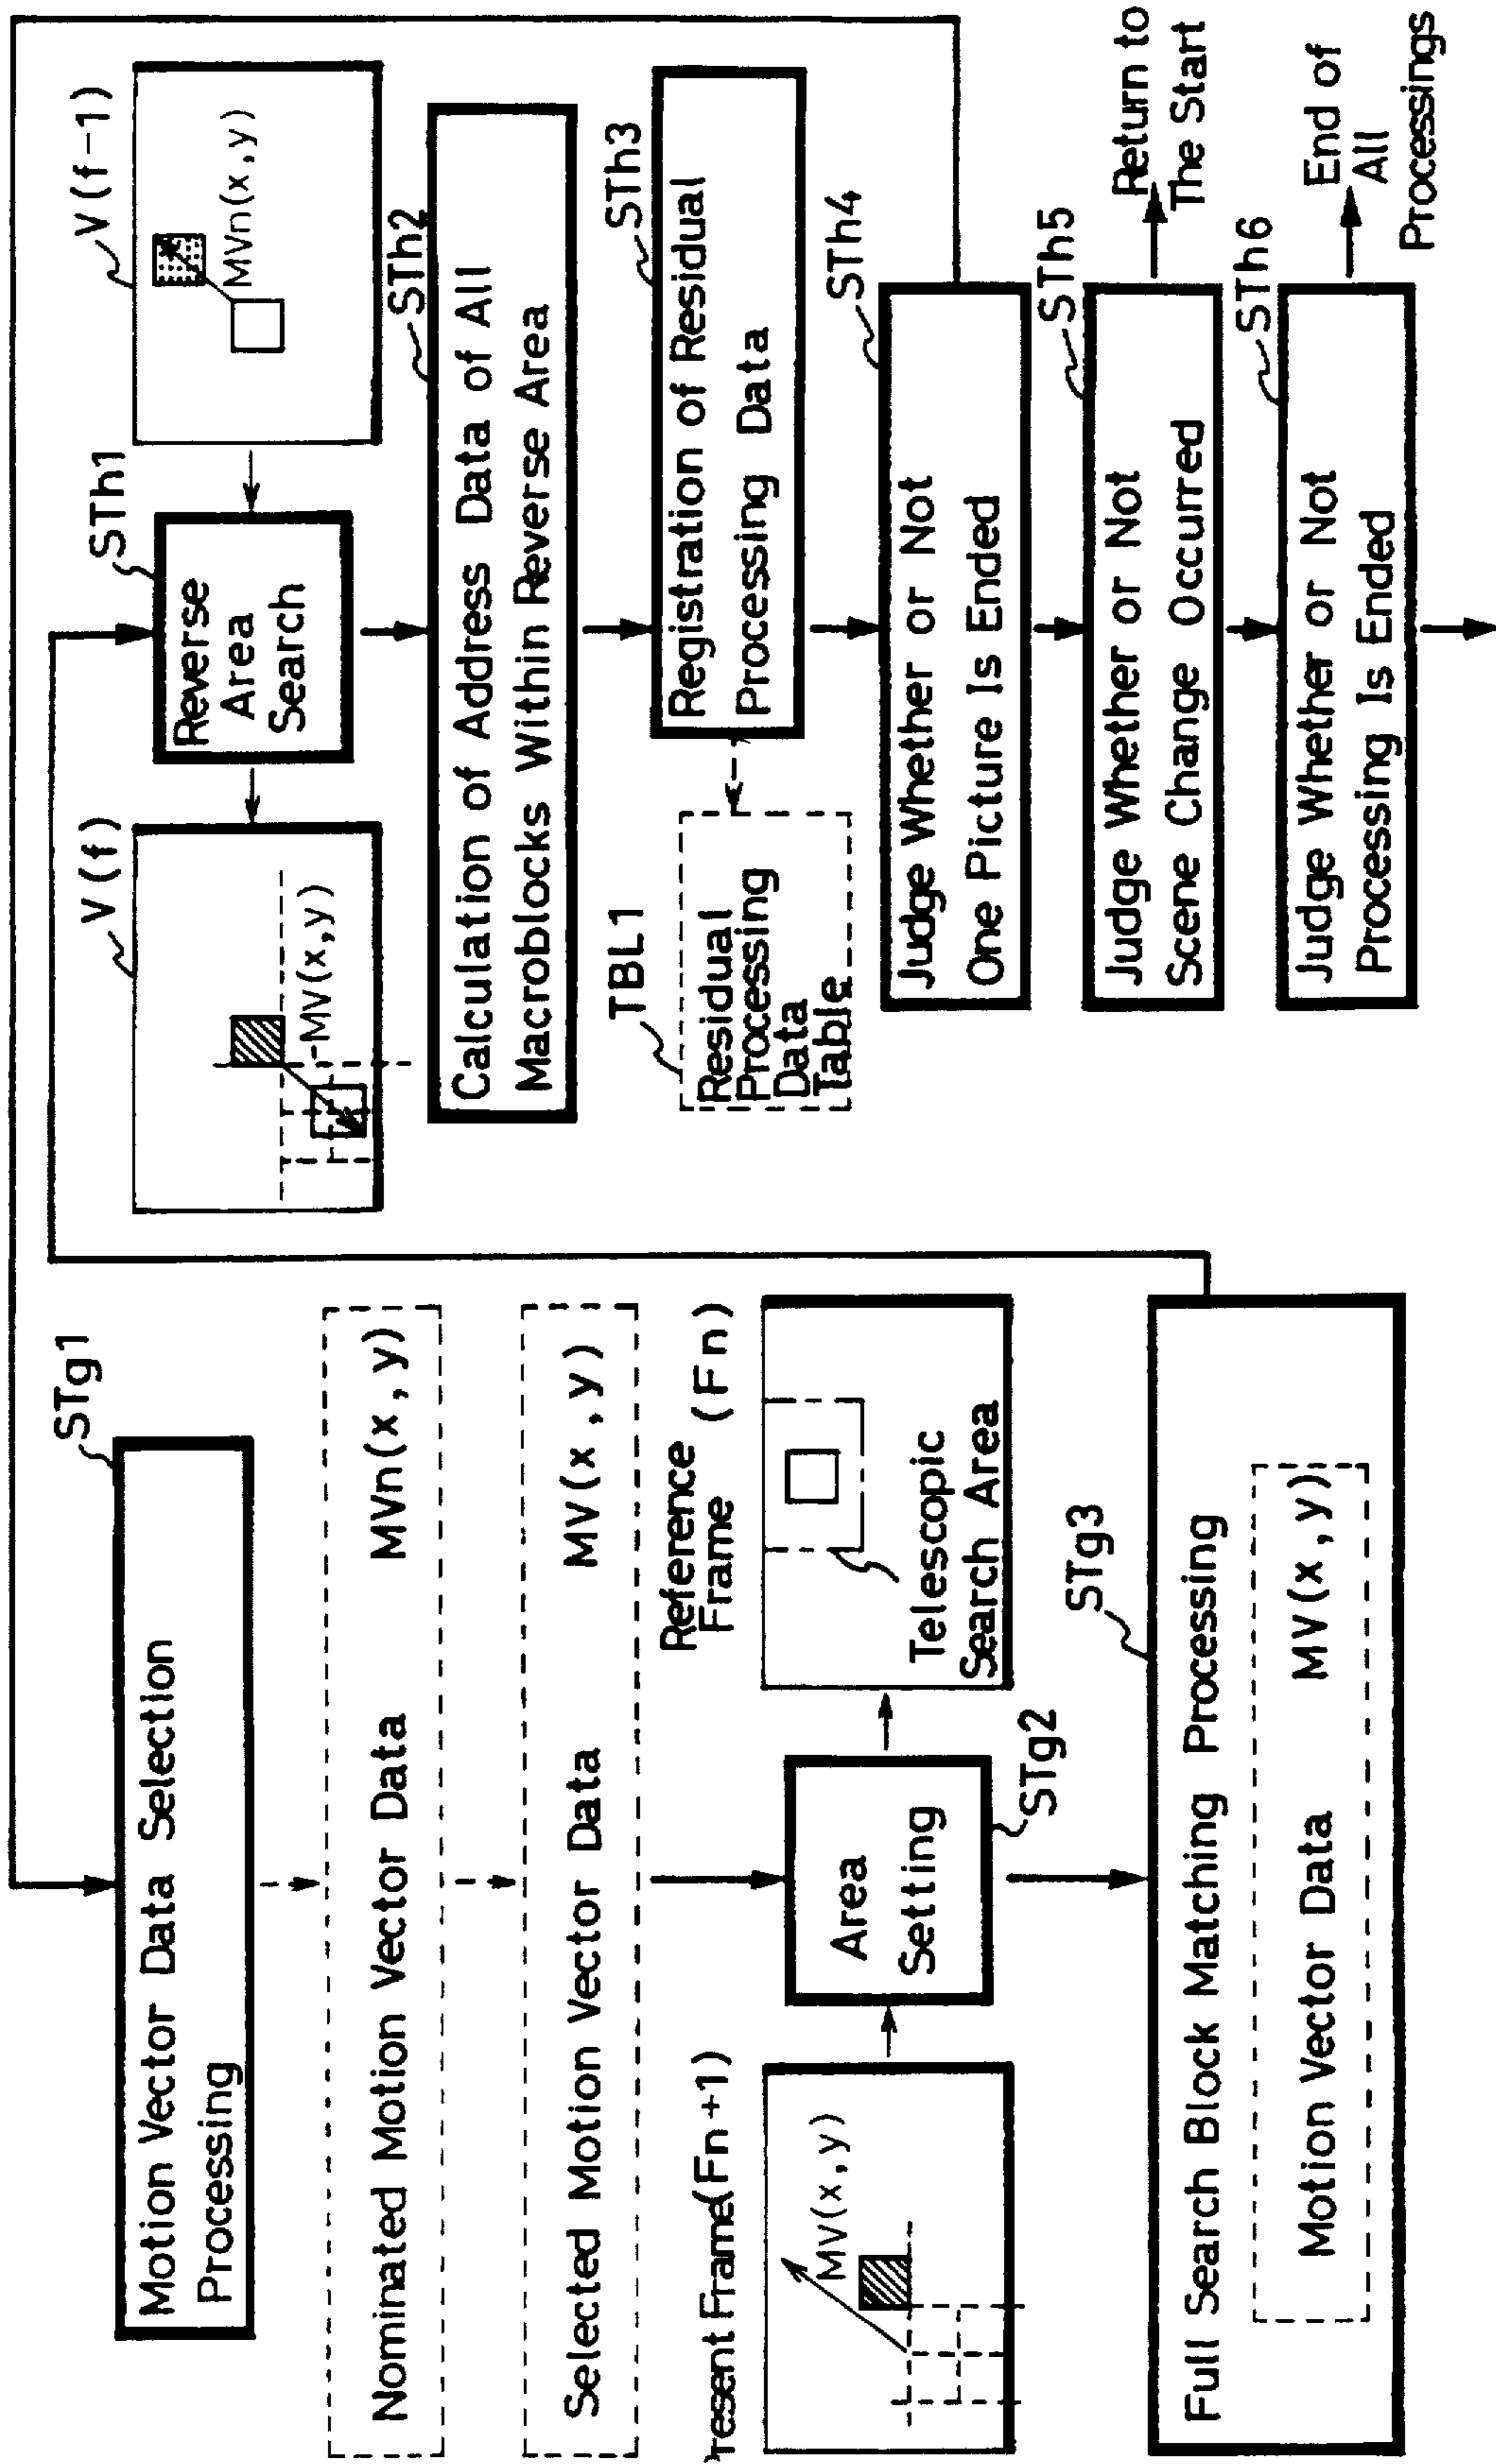 STg1
Motion Vector Data Selection
Processing
Nominated Motion Vector Data MVn(x,y)
Selected Motion Vector Data MV(x,y)
resent Frame(Fn+1)
MV(x,y)
Area
Setting
STg2
Reference
Frame (Fn)
Telescopic
Search Area
STg3
Full Search Block Matching Processing
Motion Vector Data MV(x,y)
V(f)
-MV(x,y)
STh1
Reverse
Area
Search
V(f-1)
MVn(x,y)
STh2
Calculation of Address Data of All
Macroblocks Within Reverse Area
TBL1
Residual
Processing
Data
Table
STh3
Registration of Residual
Processing Data
STh4
Judge Whether or Not
One Picture Is Ended
STh5
Judge Whether or Not
Scene Change Occurred
Return to
The Start
STh6
Judge Whether or Not
Processing Is Ended
End of
All
Processings